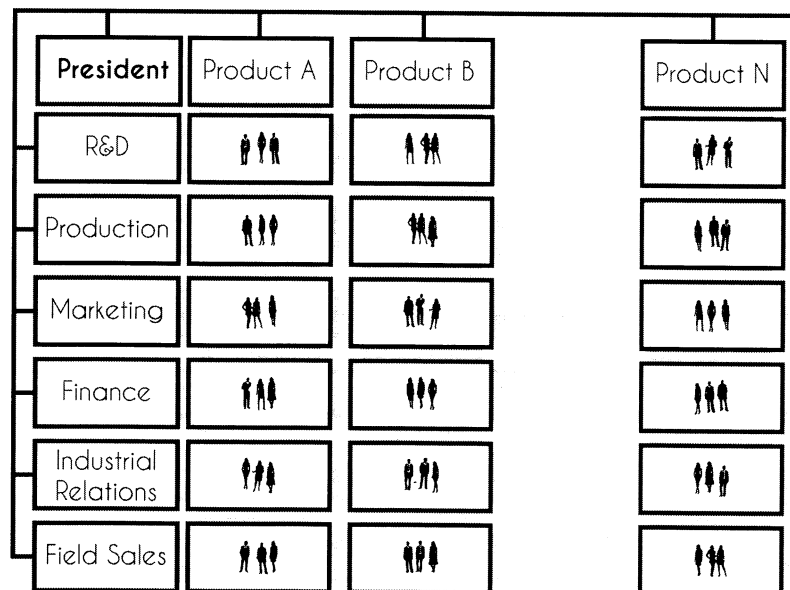 President
Product A
Product B
Product N
R&D
Production
Marketing
Finance
Industrial
Relations
Field Sales